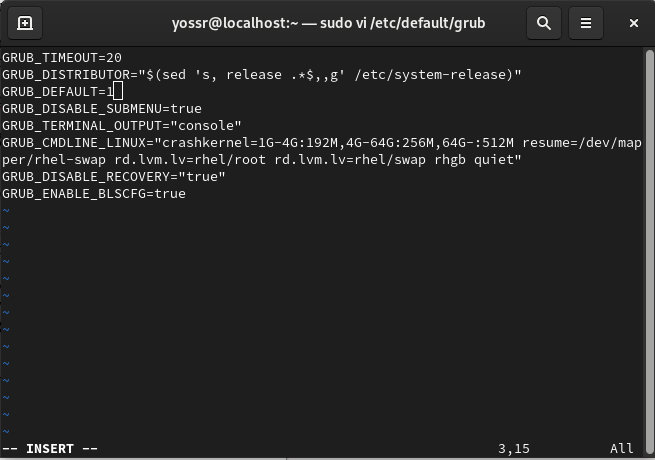 yossr@localhost:~ — sudo vi /etc/default/grub
GRUB_TIMEOUT=20
GRUB_DISTRIBUTOR="$(sed 's, release .*$,,g' /etc/system-release)"
GRUB_DEFAULT=1
GRUB_DISABLE_SUBMENU=true
GRUB_TERMINAL_OUTPUT="console"
GRUB_CMDLINE_LINUX="crashkernel=1G-4G:192M,4G-64G:256M,64G-:512M resume=/dev/map
per/rhel-swap rd.lvm.lv=rhel/root rd.lvm.lv=rhel/swap rhgb quiet"
GRUB_DISABLE_RECOVERY="true"
GRUB_ENABLE_BLSCFG=true
~
~
~
~
~
~
~
~
~
~
~
~
~
~
-- INSERT -- 3,15 All